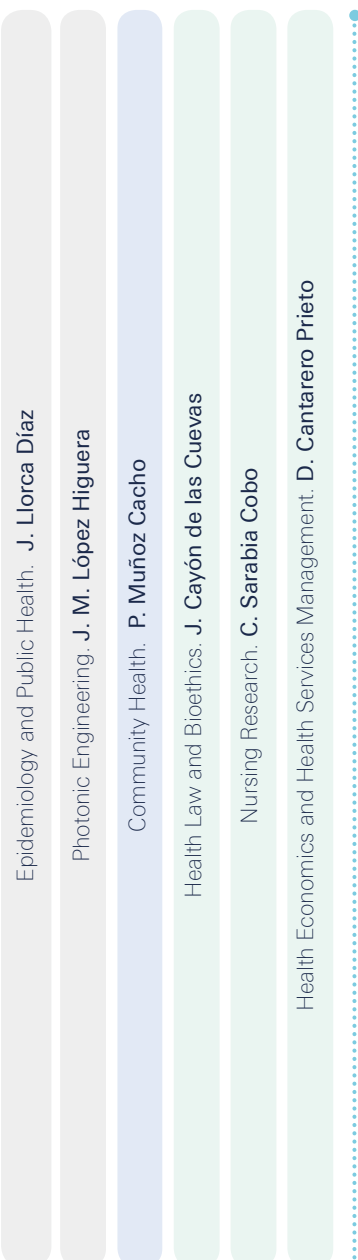 Epidemiology and Public Health. J. Llorca Díaz
Photonic Engineering. J. M. López Higuera
Community Health. P. Muñoz Cacho
Health Law and Bioethics. J. Cayón de las Cuevas
Nursing Research. C. Sarabia Cobo
Health Economics and Health Services Management. D. Cantarero Prieto